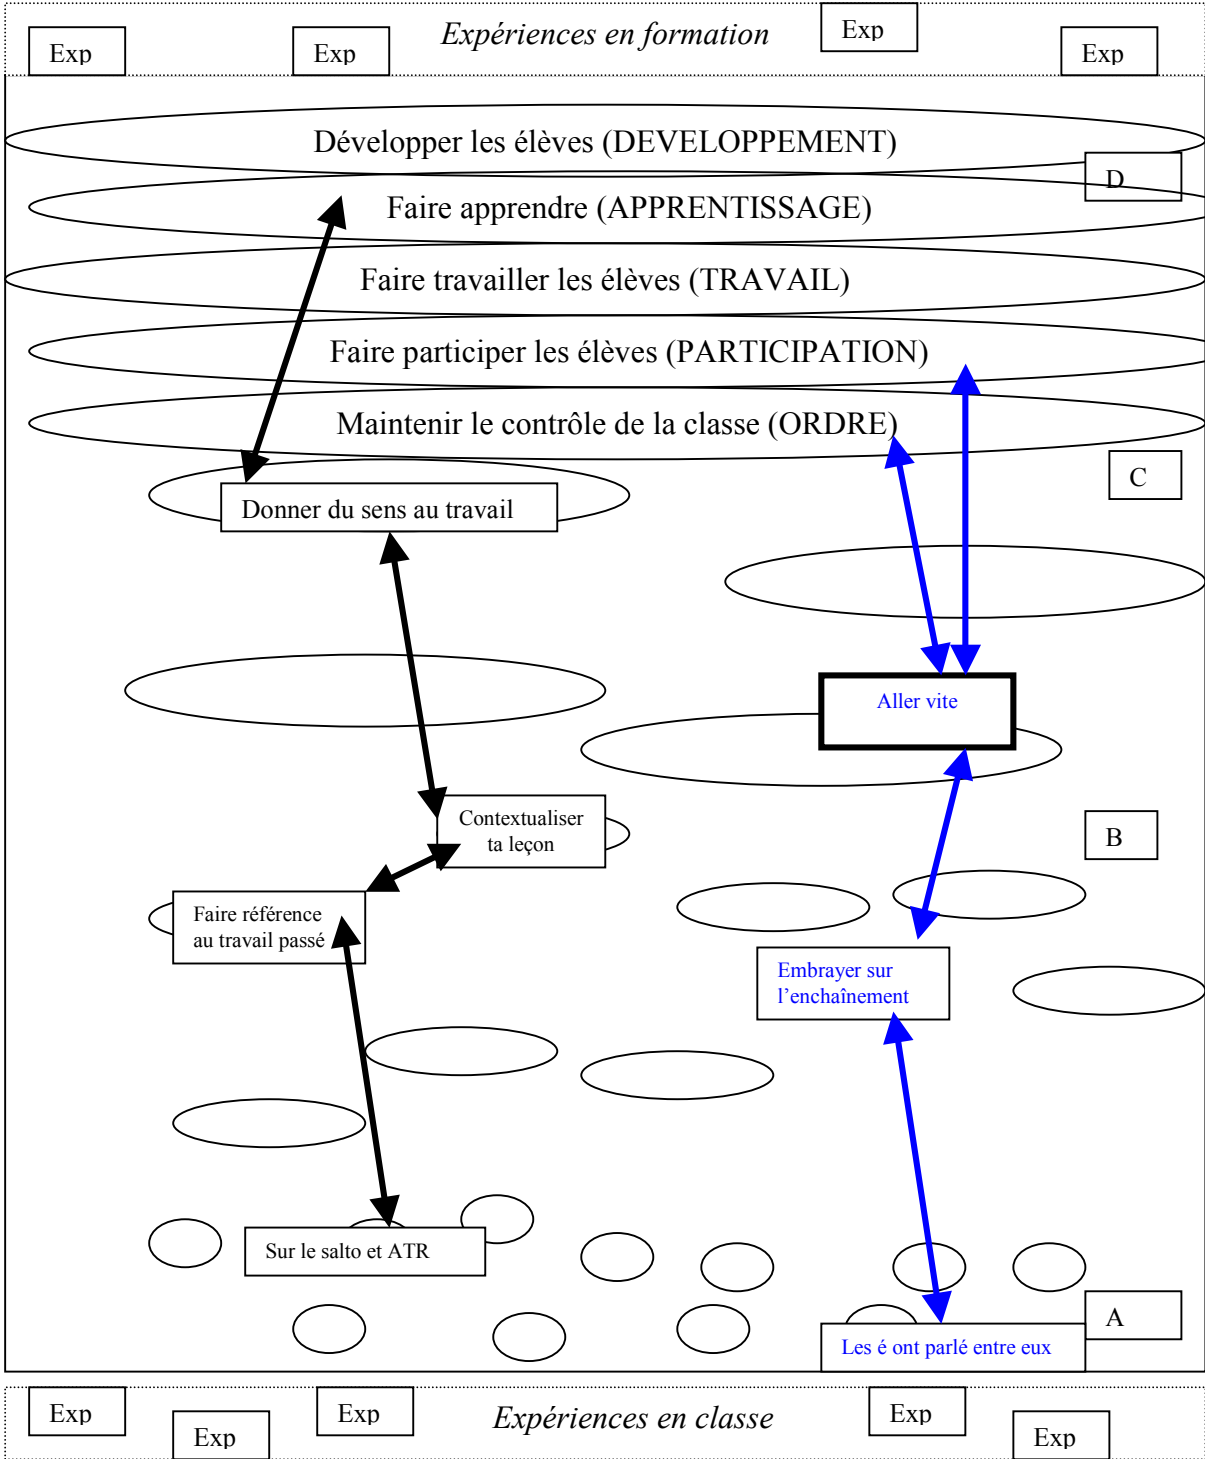 Exp
Exp
Expériences en formation
Exp
Exp
Développer les élèves (DEVELOPPEMENT)
D
Faire apprendre (APPRENTISSAGE)
Faire travailler les élèves (TRAVAIL)
Faire participer les élèves (PARTICIPATION)
Maintenir le contrôle de la classe (ORDRE)
C
Donner du sens au travail
Aller vite
Contextualiser
ta leçon
B
Faire référence
au travail passé
Embrayer sur
l’enchaînement
Sur le salto et ATR
A
Les é ont parlé entre eux
Exp
Exp
Exp
Expériences en classe
Exp
Exp